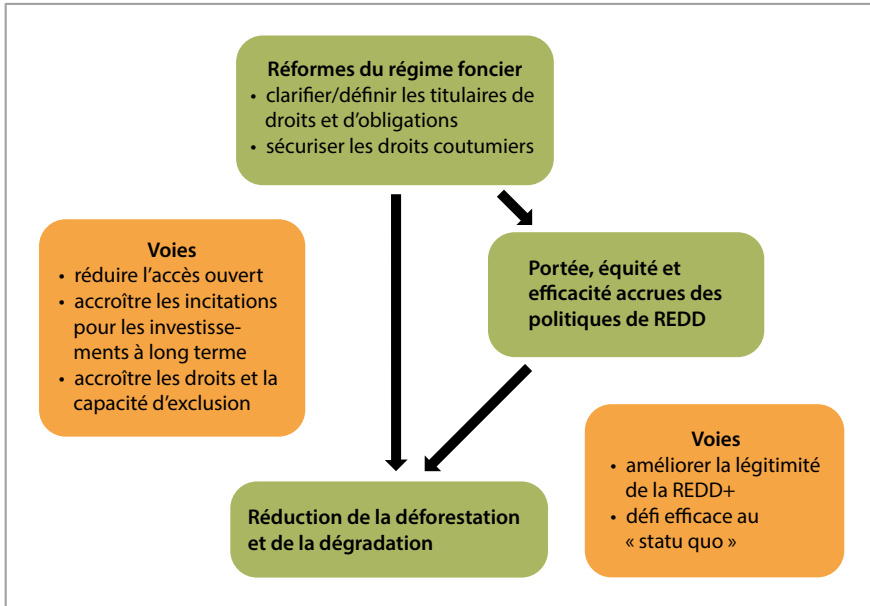 Réformes du régime foncier
• clarifier/définir les titulaires de
droits et d'obligations
• sécuriser les droits coutumiers
Voies
• réduire l'accès ouvert
• accroître les incitations
pour les investisse-
ments à long terme
• accroître les droits et la
capacité d'exclusion
Portée, équité et
efficacité accrues des
politiques de REDD
Voies
• améliorer la légitimité
de la REDD+
• défi efficace au
« statu quo »
Réduction de la déforestation
et de la dégradation